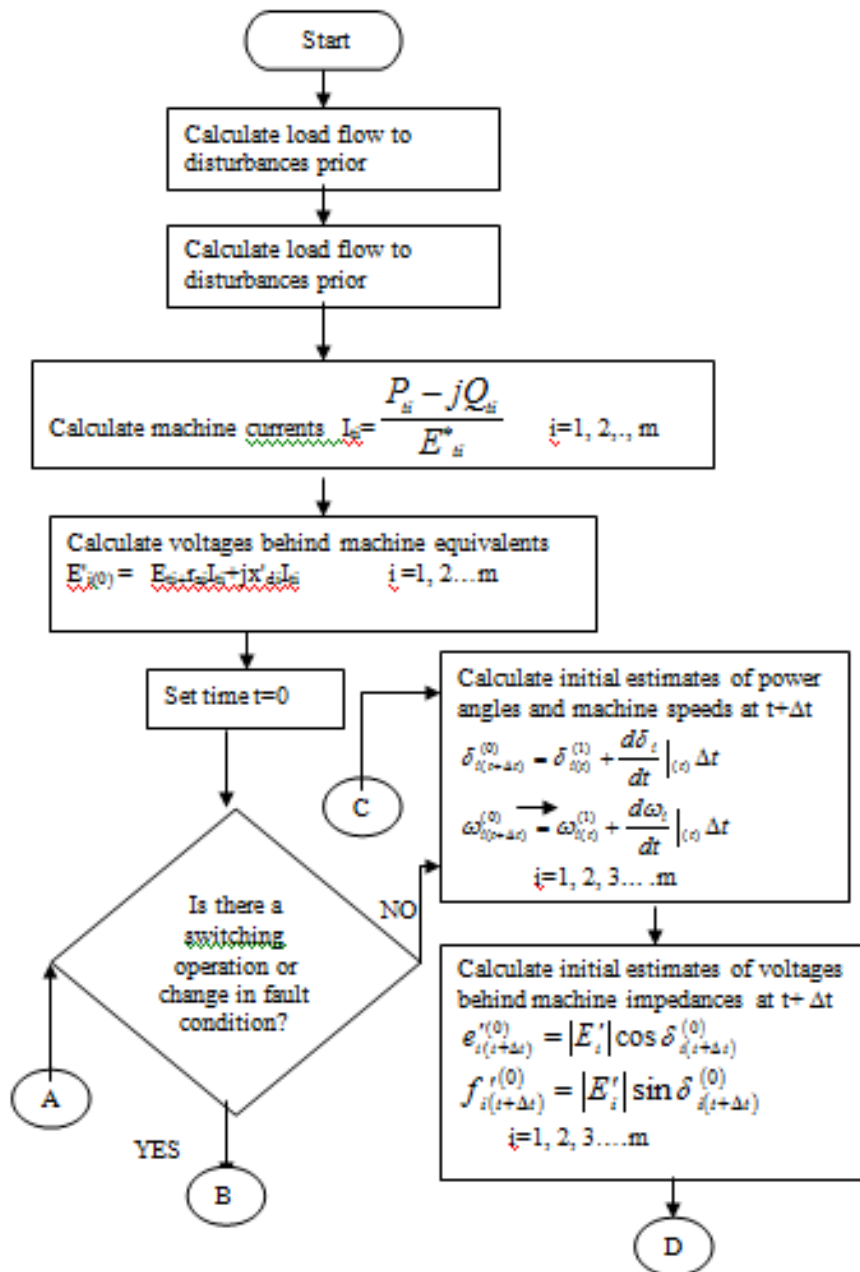 Start
Calculate load flow to
disturbances prior
Calculate load flow to
disturbances prior
Calculate machine currents I_ti= (P_ti − jQ_ti) / E*_ti i=1, 2,., m
Calculate voltages behind machine equivalents
E'_i(0) = E_ti+r_aiI_ti+jx'_diI_ti i =1, 2…m
Set time t=0
Is there a
switching
operation or
change in fault
condition?
NO
YES
A
B
C
Calculate initial estimates of power
angles and machine speeds at t+Δt
δ_i(t+Δt)^(0) = δ_i(t)^(1) + dδ_i/dt |_(t) Δt
ω_i(t+Δt)^(0) = ω_i(t)^(1) + dω_i/dt |_(t) Δt
i=1, 2, 3… .m
Calculate initial estimates of voltages
behind machine impedances at t+ Δt
e'_i(t+Δt)^(0) = |E'_i| cos δ_i(t+Δt)^(0)
f'_i(t+Δt)^(0) = |E'_i| sin δ_i(t+Δt)^(0)
i=1, 2, 3….m
D